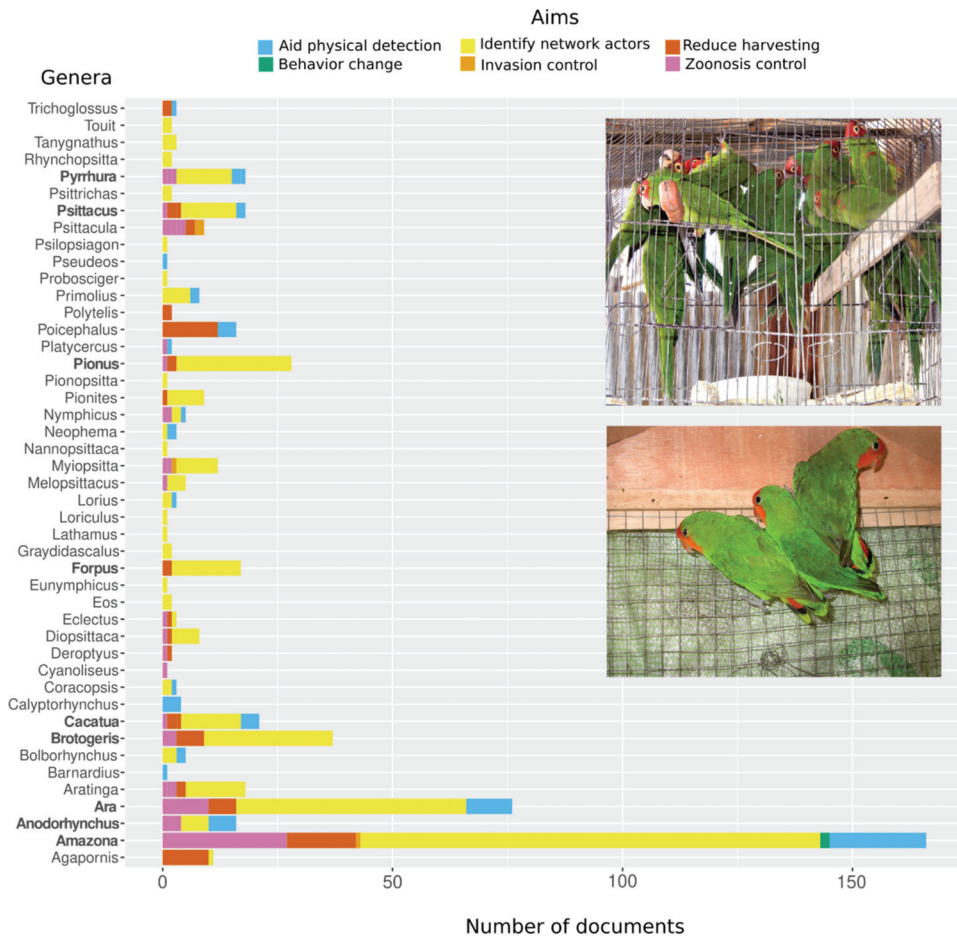 Aims
Aid physical detection
Identify network actors
Reduce harvesting
Behavior change
Invasion control
Zoonosis control
Genera
Trichoglossus
Touit
Tanygnathus
Rhynchopsitta
Pyrrhura
Psittrichas
Psittacus
Psittacula
Psilopsiagon
Pseudeos
Probosciger
Primolius
Polytelis
Poicephalus
Platycercus
Pionus
Pionopsitta
Pionites
Nymphicus
Neophema
Nannopsittaca
Myiopsitta
Melopsittacus
Lorius
Loriculus
Lathamus
Graydidascalus
Forpus
Eunymphicus
Eos
Eclectus
Diopsittaca
Deroptyus
Cyanoliseus
Coracopsis
Calyptorhynchus
Cacatua
Brotogeris
Bolborhynchus
Barnardius
Aratinga
Ara
Anodorhynchus
Amazona
Agapornis
0 50 100 150
Number of documents